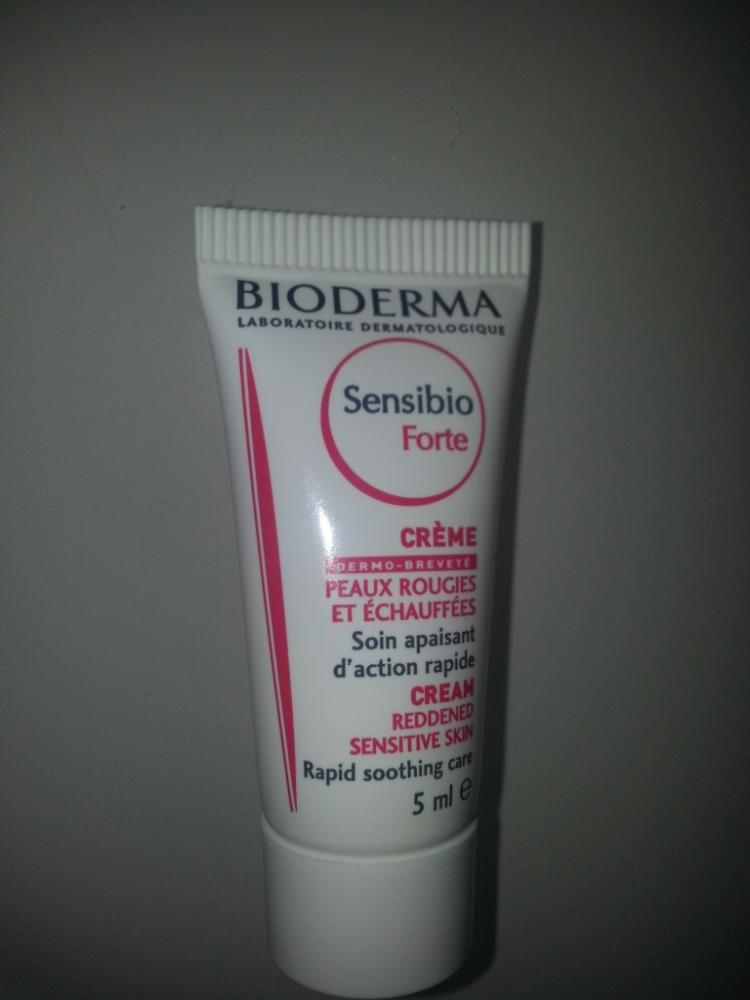 BIODERMA
LABORATOIRE DERMATOLOGIQUE
Sensibio
Forte
CRÈME
DERMO-BREVETÉ
PEAUX ROUGIES
ET ÉCHAUFFÉES
Soin apaisant
d'action rapide
CREAM
REDDENED
SENSITIVE SKIN
Rapid soothing care
5 ml e